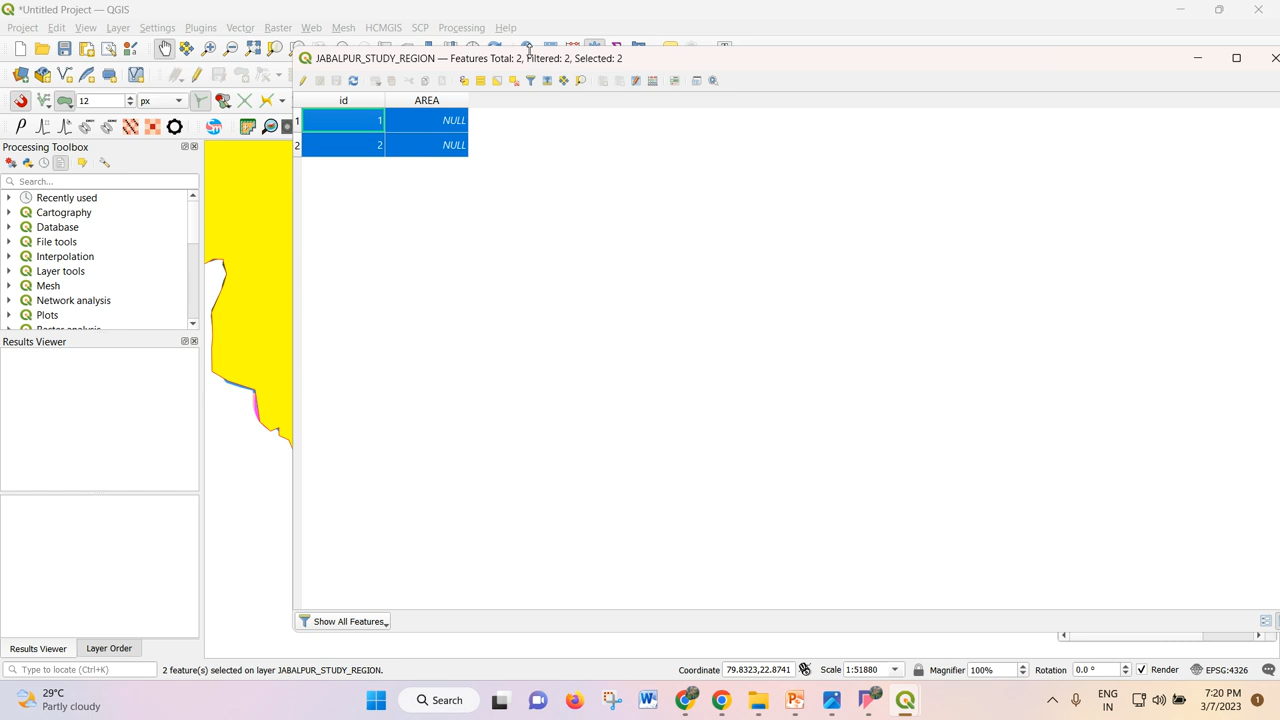 *Untitled Project — QGIS
Project Edit View Layer Settings Plugins Vector Raster Web Mesh HCMGIS SCP Processing Help
JABALPUR_STUDY_REGION — Features Total: 2, Filtered: 2, Selected: 2
12 px
id AREA
1 1 NULL
2 2 NULL
Processing Toolbox
Search...
Recently used
Cartography
Database
File tools
Interpolation
Layer tools
Mesh
Network analysis
Plots
Raster analysis
Results Viewer
Show All Features
Results Viewer Layer Order
Type to locate (Ctrl+K) 2 feature(s) selected on layer JABALPUR_STUDY_REGION. Coordinate 79.8323,22.8741 Scale 1:51880 Magnifier 100% Rotation 0.0 ° Render EPSG:4326
29°C
Partly cloudy
Search
ENG
IN
7:20 PM
3/7/2023
1